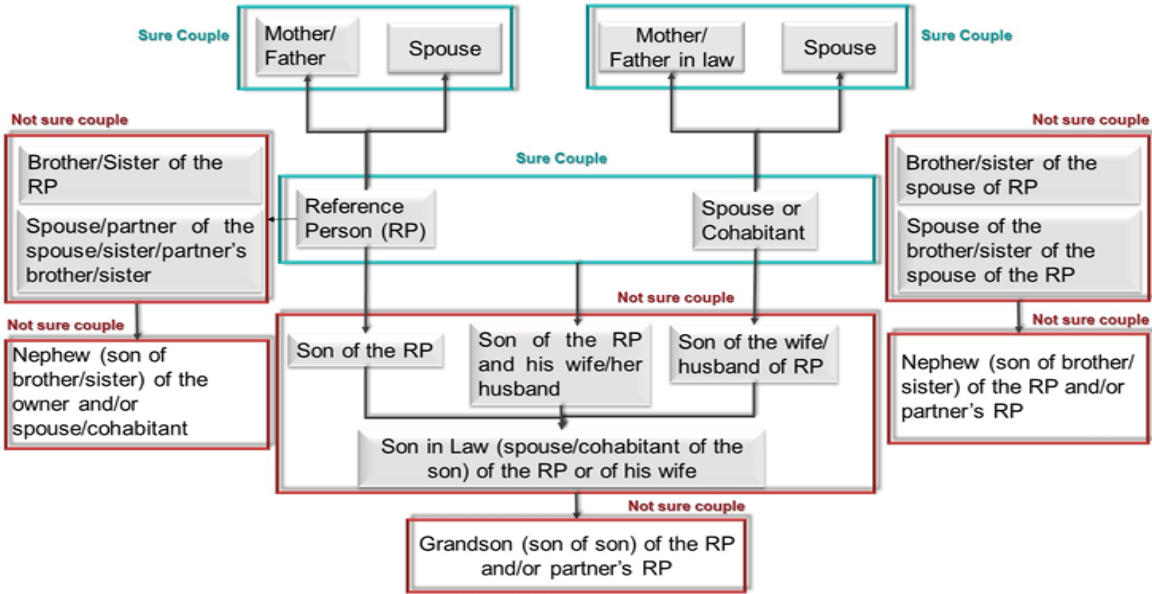 Sure Couple
Mother/
Father
Spouse
Mother/
Father in law
Spouse
Sure Couple
Not sure couple
Brother/Sister of the
RP
Spouse/partner of the
spouse/sister/partner's
brother/sister
Sure Couple
Reference
Person (RP)
Spouse or
Cohabitant
Not sure couple
Brother/sister of the
spouse of RP
Spouse of the
brother/sister of the
spouse of the RP
Not sure couple
Nephew (son of
brother/sister) of the
owner and/or
spouse/cohabitant
Not sure couple
Son of the RP
Son of the RP
and his wife/her
husband
Son of the wife/
husband of RP
Son in Law (spouse/cohabitant of the
son) of the RP or of his wife
Not sure couple
Nephew (son of brother/
sister) of the RP and/or
partner's RP
Not sure couple
Grandson (son of son) of the RP
and/or partner's RP